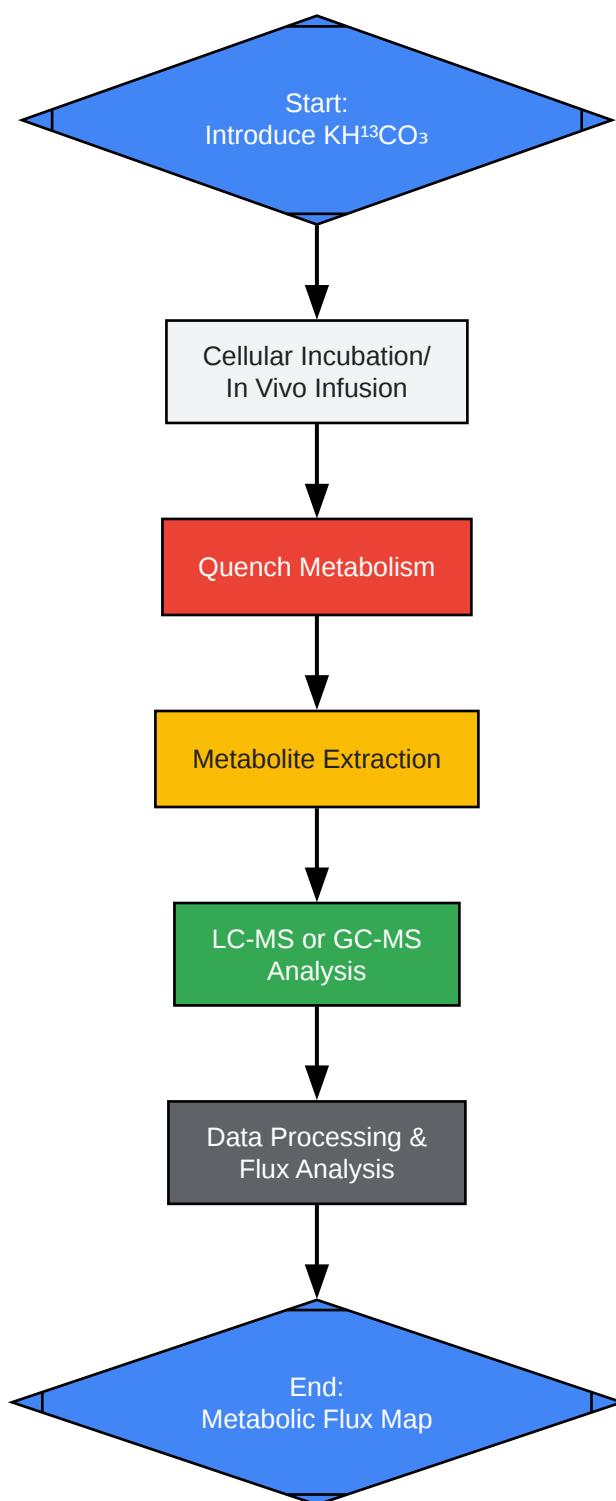 Start:
Introduce KH¹³CO₃
Cellular Incubation/
In Vivo Infusion
Quench Metabolism
Metabolite Extraction
LC-MS or GC-MS
Analysis
Data Processing &
Flux Analysis
End:
Metabolic Flux Map